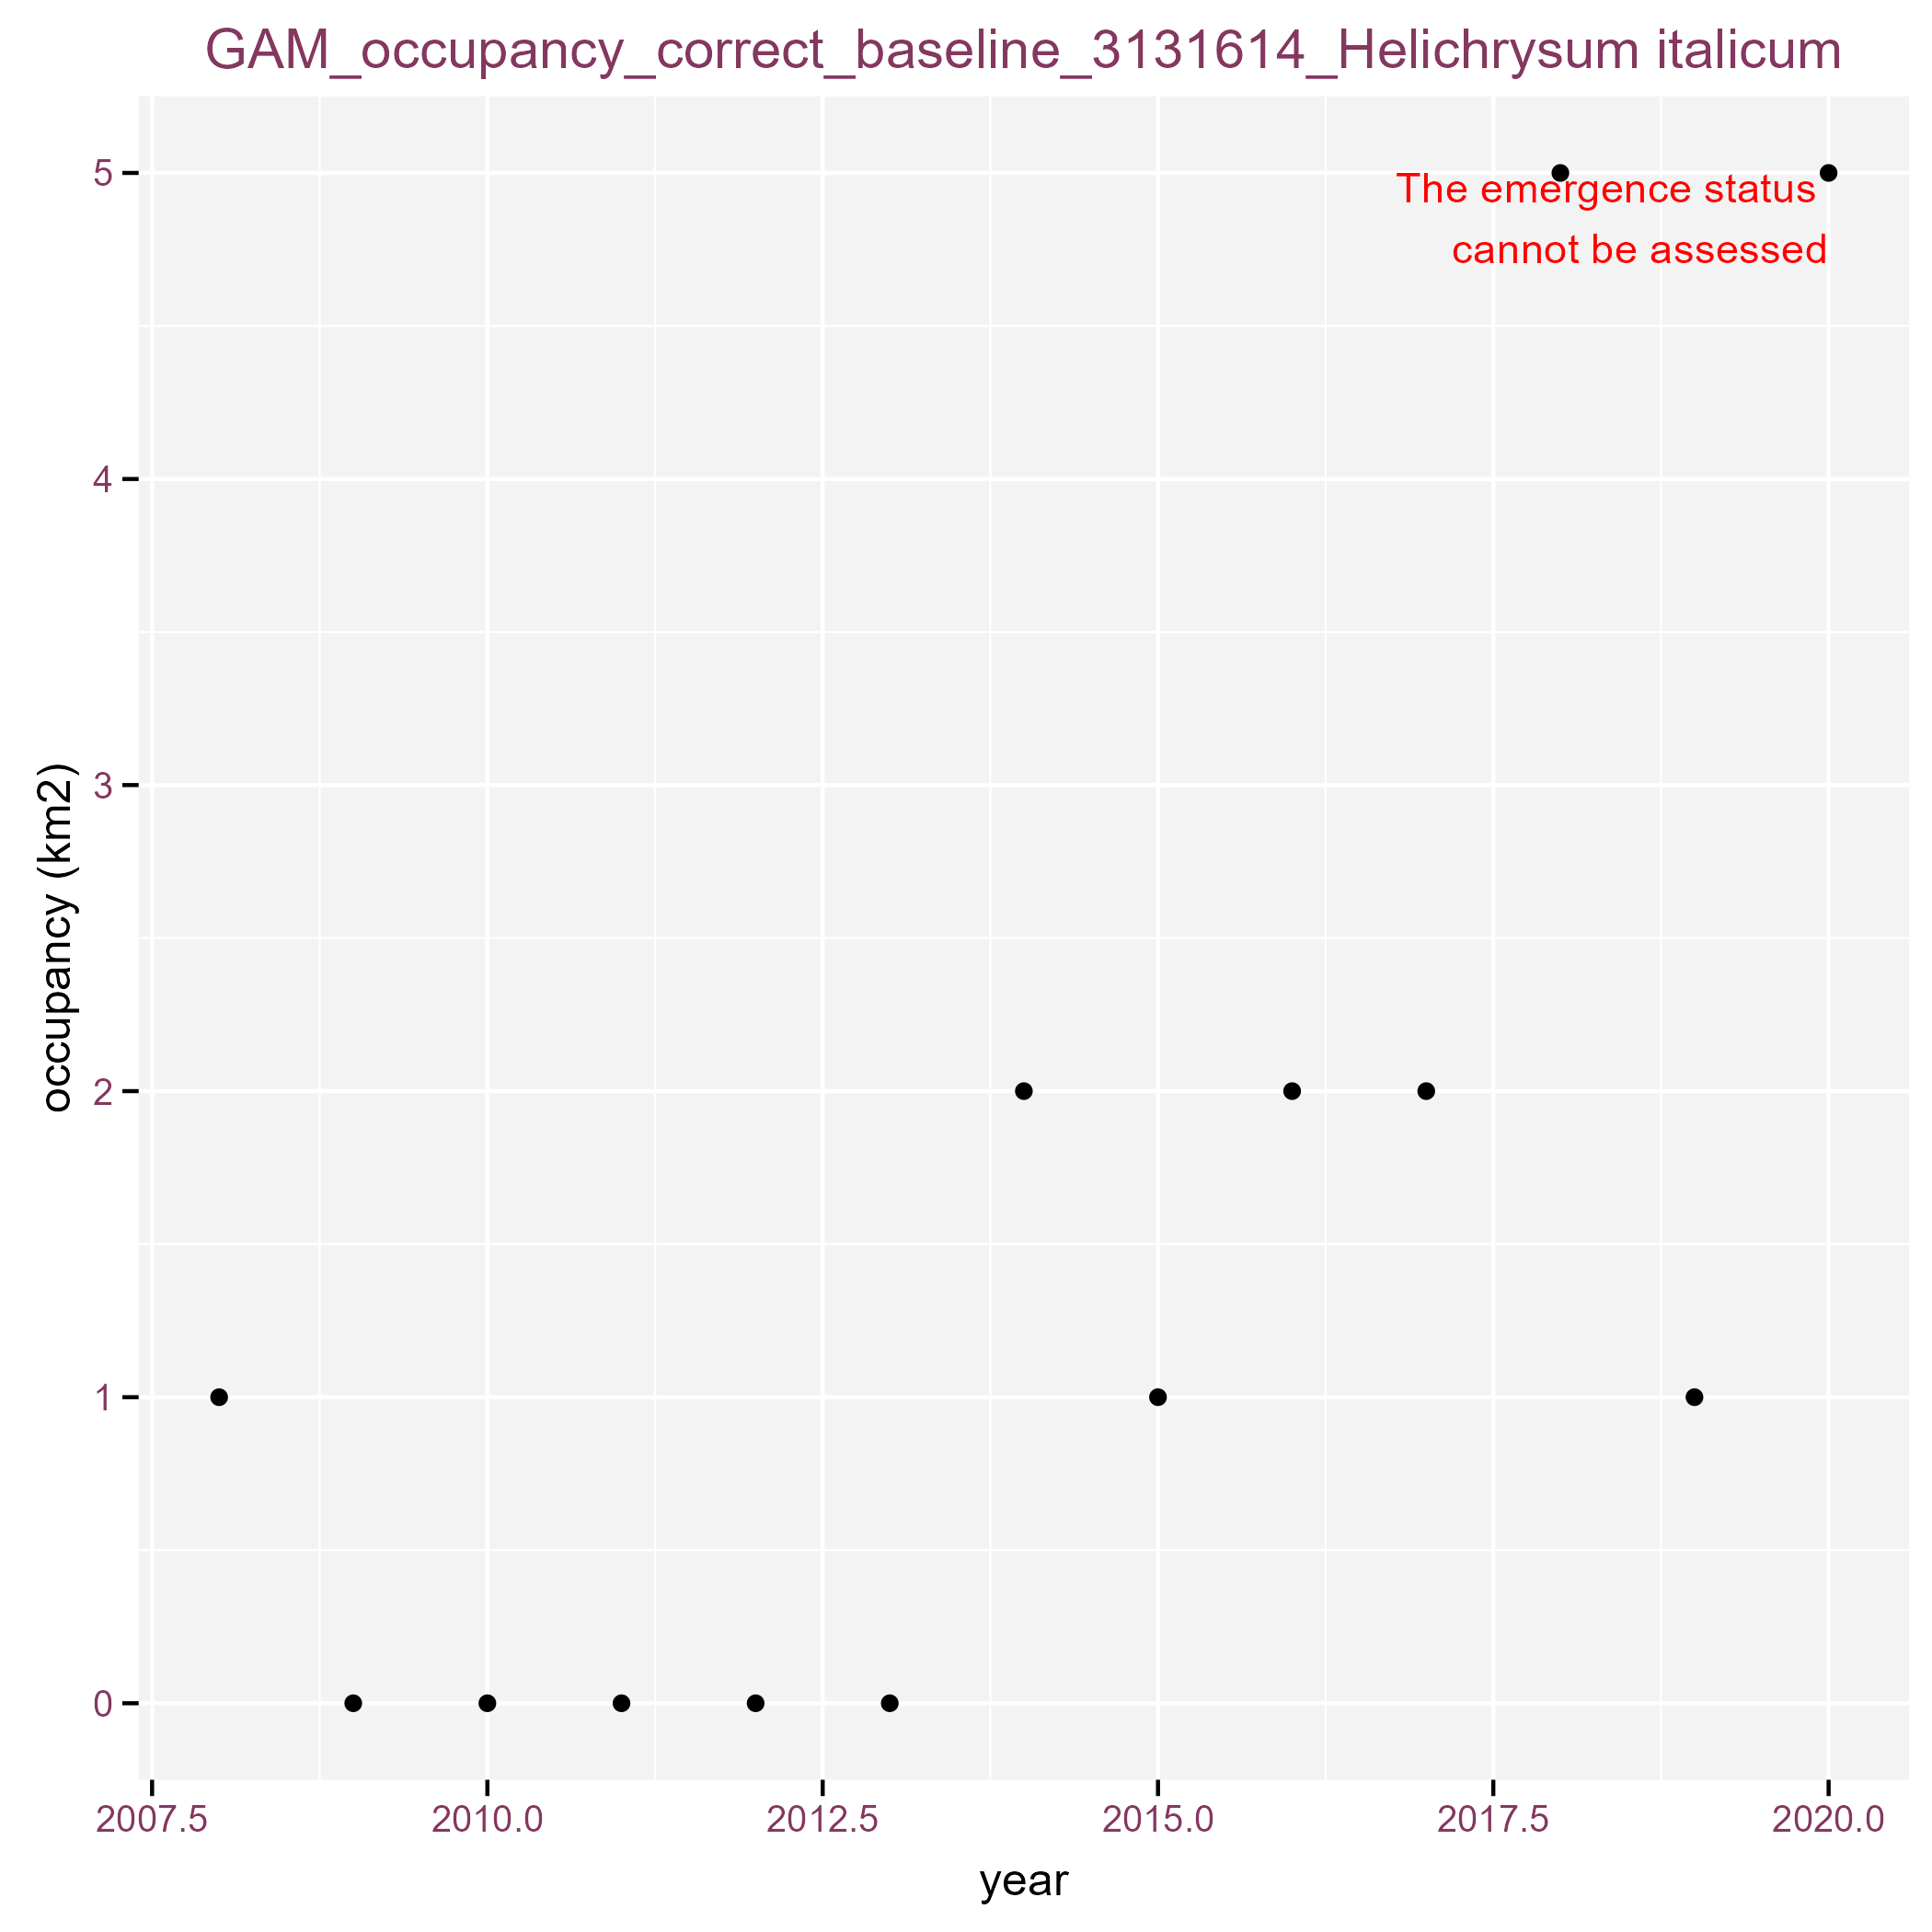 GAM_occupancy_correct_baseline_3131614_Helichrysum italicum
5
The emergence status
cannot be assessed
4
3
2
1
0
occupancy (km2)
2007.5 2010.0 2012.5 2015.0 2017.5 2020.0
year